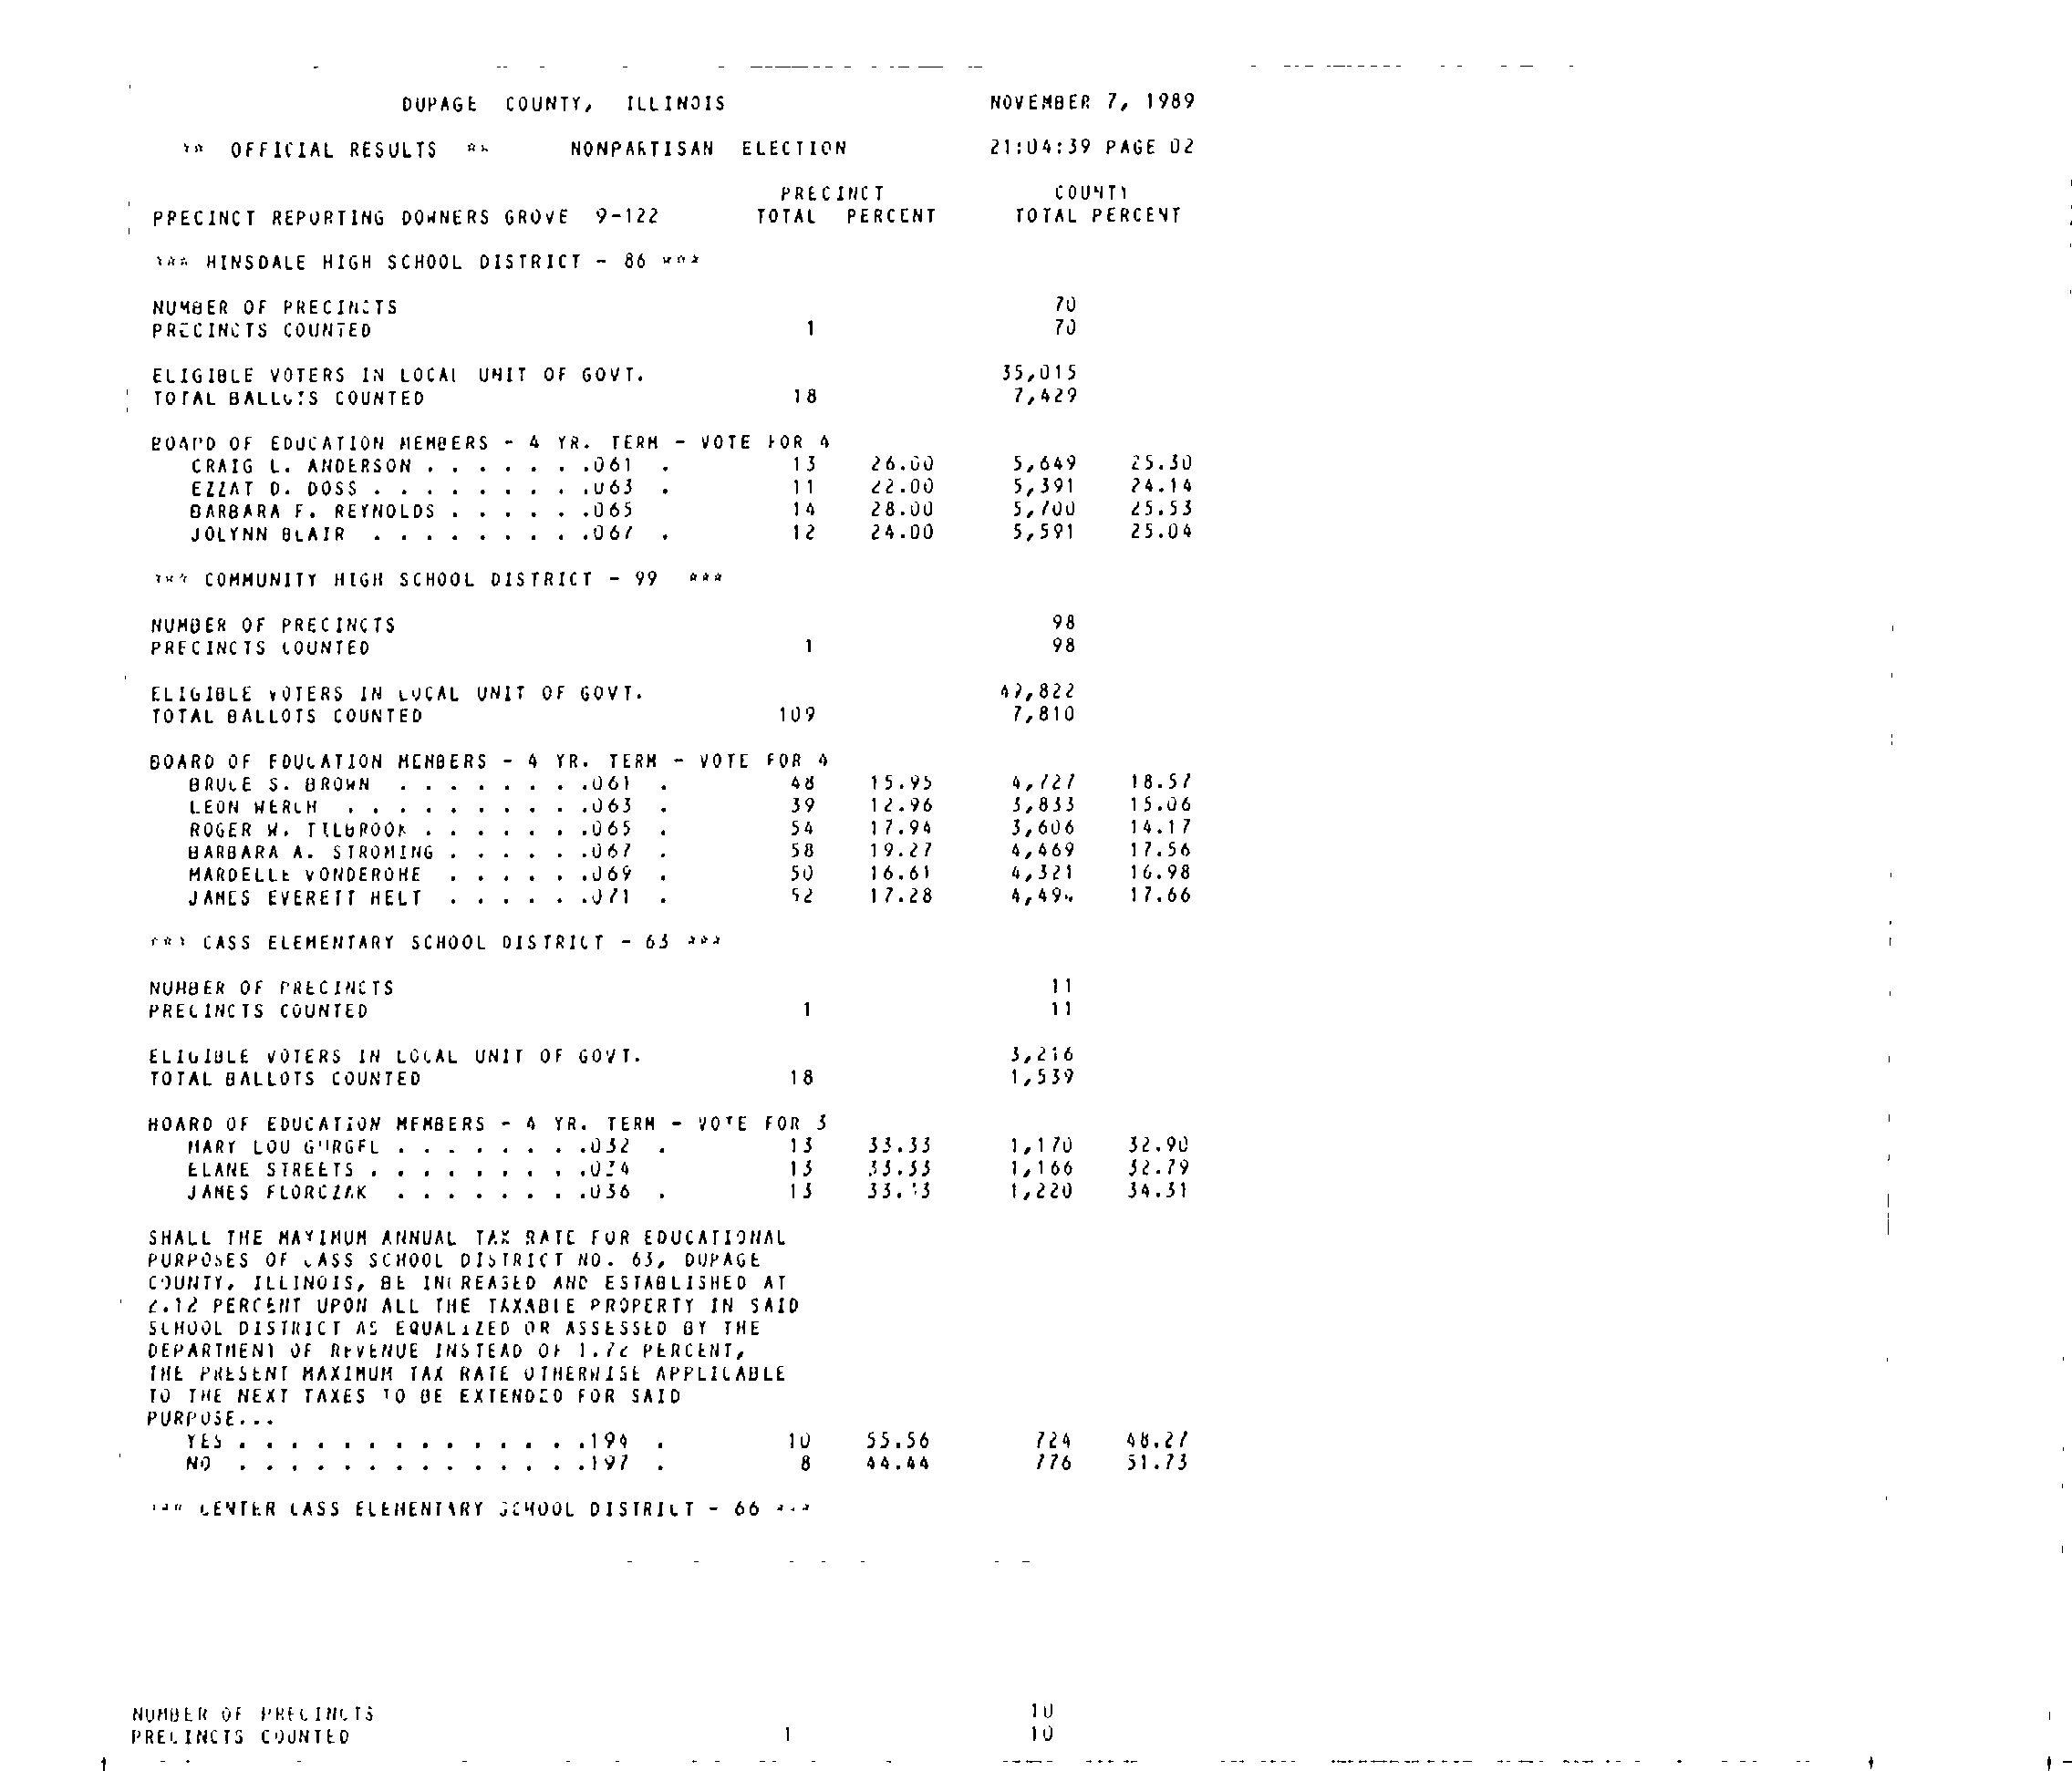 DUPAGE COUNTY, ILLINOIS NOVEMBER 7, 1989
** OFFICIAL RESULTS ** NONPARTISAN ELECTION 21:04:39 PAGE 02
PRECINCT COUNTY
PRECINCT REPORTING DOWNERS GROVE 9-122 TOTAL PERCENT TOTAL PERCENT
*** HINSDALE HIGH SCHOOL DISTRICT - 86 ***
NUMBER OF PRECINCTS 70
PRECINCTS COUNTED 1 70
ELIGIBLE VOTERS IN LOCAL UNIT OF GOVT. 35,015
TOTAL BALLOTS COUNTED 18 7,429
BOARD OF EDUCATION MEMBERS - 4 YR. TERM - VOTE FOR 4
CRAIG L. ANDERSON . . . . . . .061 . 13 26.00 5,649 25.30
EZZAT D. DOSS . . . . . . . . .063 . 11 22.00 5,391 24.14
BARBARA F. REYNOLDS . . . . . .065 14 28.00 5,700 25.53
JOLYNN BLAIR . . . . . . . . .067 . 12 24.00 5,591 25.04
*** COMMUNITY HIGH SCHOOL DISTRICT - 99 ***
NUMBER OF PRECINCTS 98
PRECINCTS COUNTED 1 98
ELIGIBLE VOTERS IN LOCAL UNIT OF GOVT.
TOTAL BALLOTS COUNTED 109 7,810
BOARD OF EDUCATION MEMBERS - 4 YR. TERM - VOTE FOR 4
BRUCE S. BROWN . . . . . . . .061 . 48 15.95 4,727 18.57
LEON WERCH . . . . . . . . . .063 . 39 12.96 3,833 15.06
ROGER W. TILBROOK . . . . . . .065 . 54 17.94 3,606 14.17
BARBARA A. STROMING . . . . . .067 . 58 19.27 4,469 17.56
MARDELLE VONDEROHE . . . . . .069 . 50 16.61 4,321 16.98
JAMES EVERETT HELT . . . . . .071 . 52 17.28 17.66
*** CASS ELEMENTARY SCHOOL DISTRICT - 63 ***
NUMBER OF PRECINCTS 11
PRECINCTS COUNTED 1 11
ELIGIBLE VOTERS IN LOCAL UNIT OF GOVT. 3,216
TOTAL BALLOTS COUNTED 18 1,539
BOARD OF EDUCATION MEMBERS - 4 YR. TERM - VOTE FOR 3
MARY LOU . . . . . . . .032 . 13 33.33 1,170 32.90
ELANE STREETS . . . . . . . . .034 13 33.33 1,166 32.79
JAMES FLORCZAK . . . . . . . .036 . 13 33.33 1,220 34.31
SHALL THE MAXIMUM ANNUAL TAX RATE FOR EDUCATIONAL
PURPOSES OF CASS SCHOOL DISTRICT NO. 63, DUPAGE
COUNTY, ILLINOIS, BE INCREASED AND ESTABLISHED AT
2.12 PERCENT UPON ALL THE TAXABLE PROPERTY IN SAID
SCHOOL DISTRICT AS EQUALIZED OR ASSESSED BY THE
DEPARTMENT OF REVENUE INSTEAD OF 1.72 PERCENT,
THE PRESENT MAXIMUM TAX RATE OTHERWISE APPLICABLE
TO THE NEXT TAXES TO BE EXTENDED FOR SAID
PURPOSE...
YES . . . . . . . . . . . . . .194 . 10 55.56 724 48.27
NO . . . . . . . . . . . . . .197 . 8 44.44 776 51.73
*** CENTER CASS ELEMENTARY SCHOOL DISTRICT - 66 ***
NUMBER OF PRECINCTS 10
PRECINCTS COUNTED 1 10